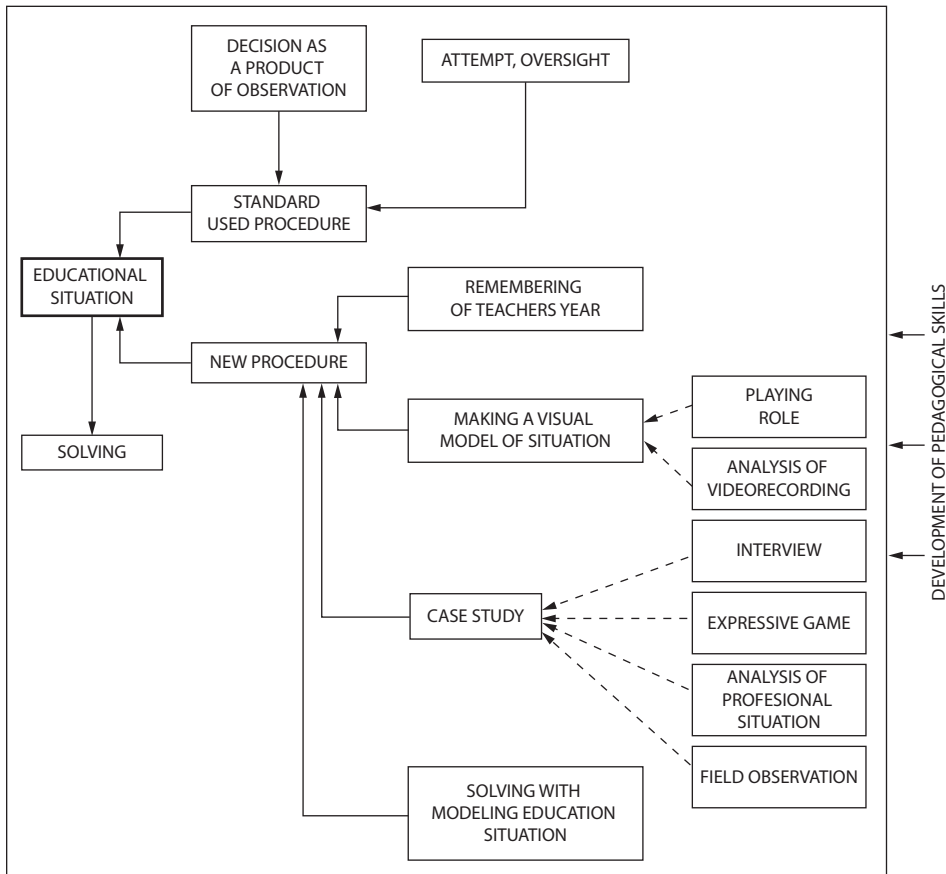 DECISION AS
A PRODUCT
OF OBSERVATION
ATTEMPT, OVERSIGHT
STANDARD
USED PROCEDURE
EDUCATIONAL
SITUATION
REMEMBERING
OF TEACHERS YEAR
NEW PROCEDURE
SOLVING
MAKING A VISUAL
MODEL OF SITUATION
PLAYING
ROLE
ANALYSIS OF
VIDEORECORDING
INTERVIEW
CASE STUDY
EXPRESSIVE GAME
ANALYSIS OF
PROFESIONAL
SITUATION
FIELD OBSERVATION
SOLVING WITH
MODELING EDUCATION
SITUATION
DEVELOPMENT OF PEDAGOGICAL SKILLS